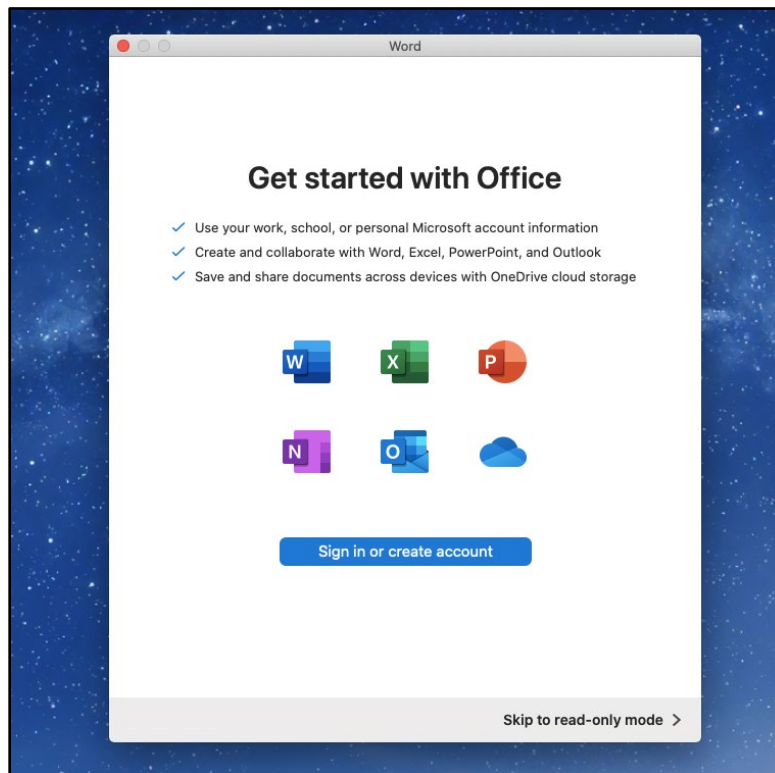 Word
Get started with Office
Use your work, school, or personal Microsoft account information
Create and collaborate with Word, Excel, PowerPoint, and Outlook
Save and share documents across devices with OneDrive cloud storage
W X P
N O
Sign in or create account
Skip to read-only mode